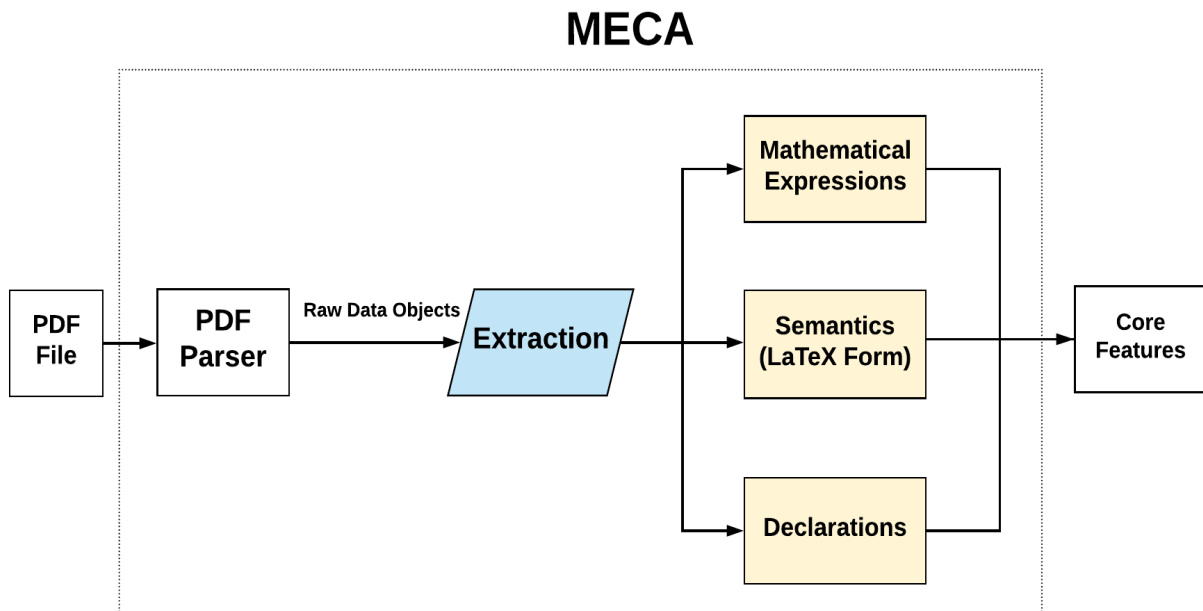 MECA
PDF
File
PDF
Parser
Raw Data Objects
Extraction
Mathematical
Expressions
Semantics
(LaTeX Form)
Declarations
Core
Features